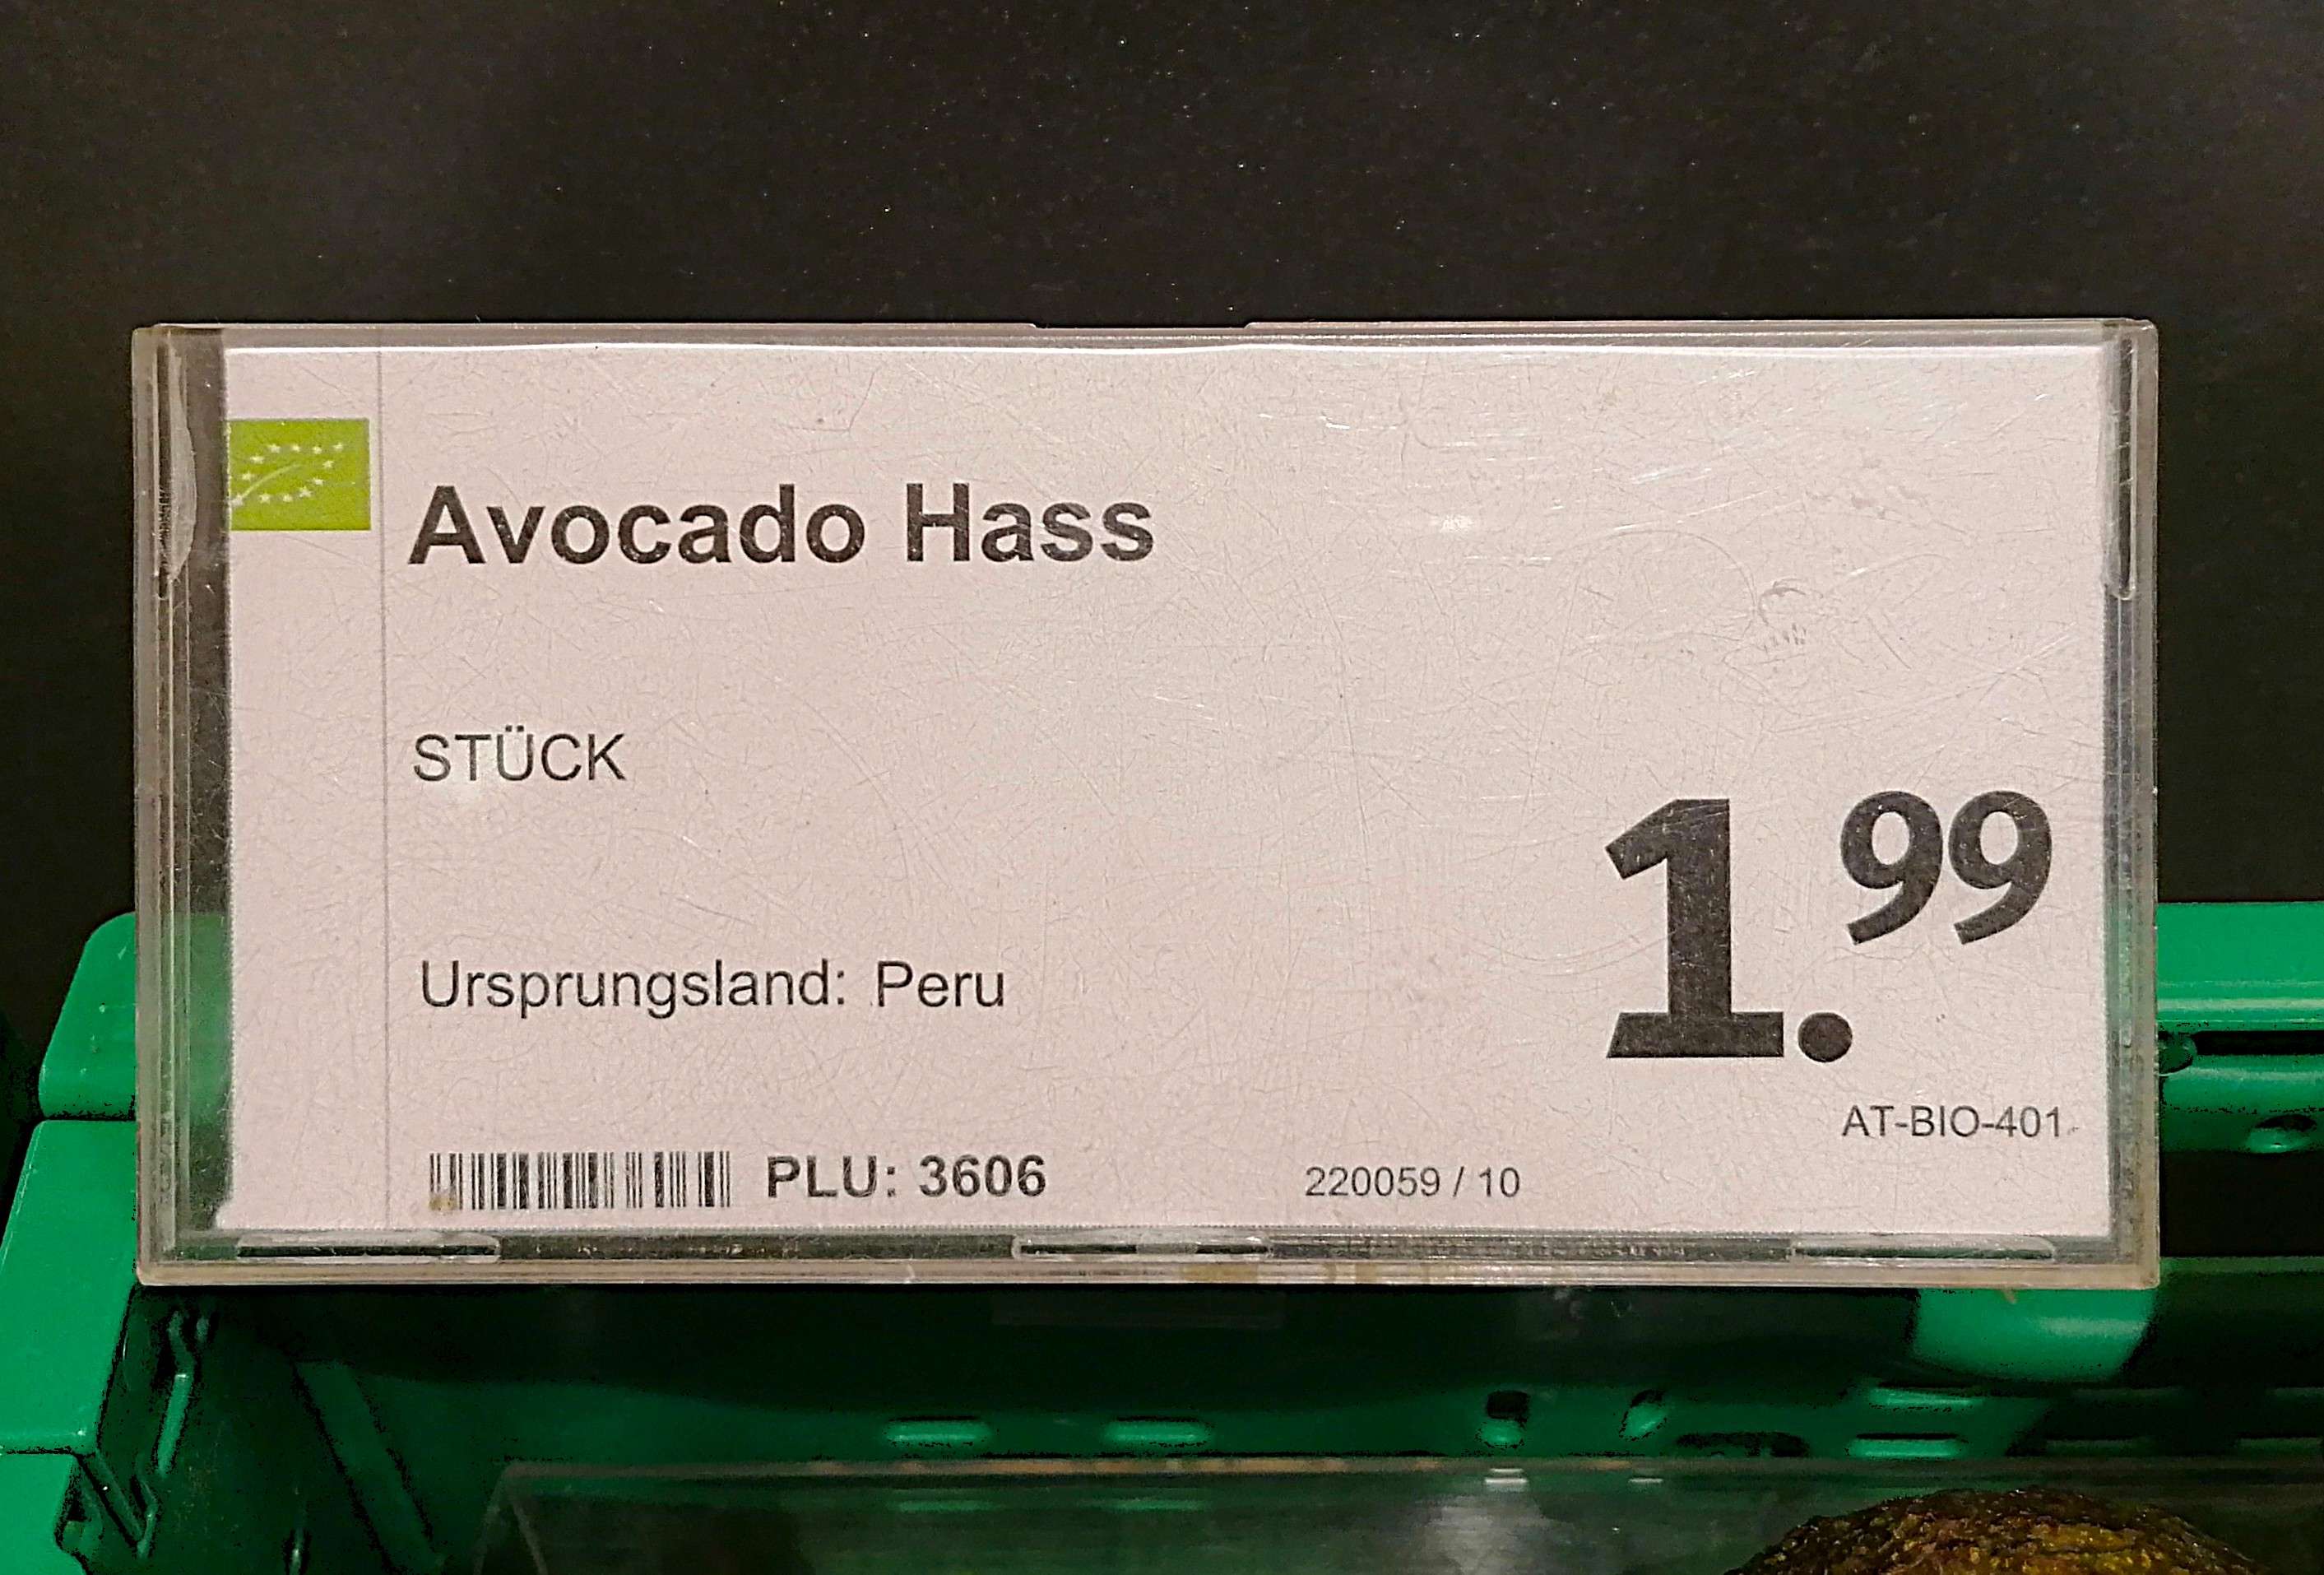 Avocado Hass
STÜCK
1.99
Ursprungsland: Peru
AT-BIO-401
PLU: 3606
220059 / 10